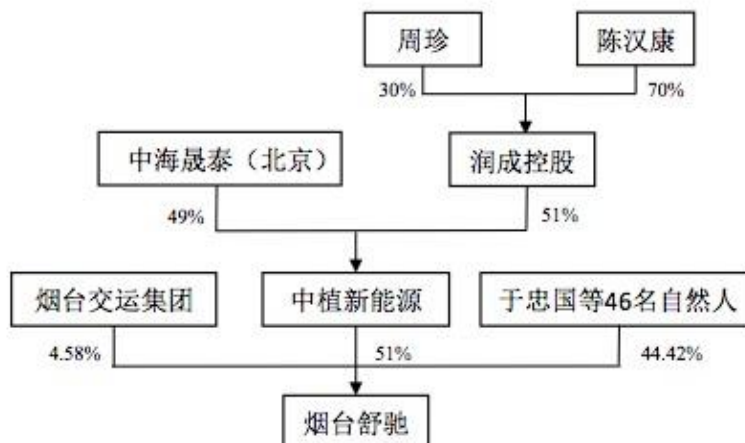 周珍
陈汉康
30%
70%
中海晟泰（北京）
润成控股
49%
51%
烟台交运集团
中植新能源
于忠国等46名自然人
4.58%
51%
44.42%
烟台舒驰